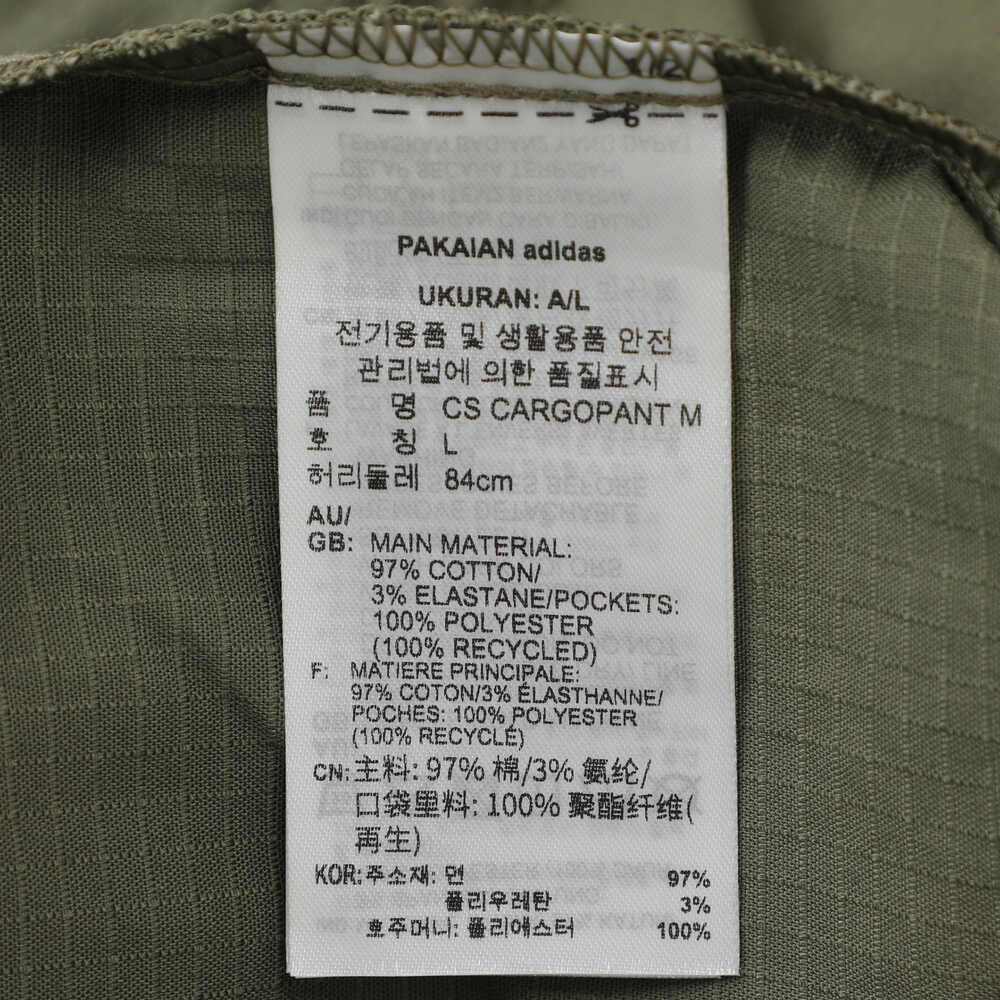 PAKAIAN adidas
UKURAN: A/L
전기용품 및 생활용품 안전
관리법에 의한 품질표시
품 명 CS CARGOPANT M
호 칭 L
허리둘레 84cm
AU/
GB: MAIN MATERIAL:
97% COTTON/
3% ELASTANE/POCKETS:
100% POLYESTER
(100% RECYCLED)
F: MATIERE PRINCIPALE:
97% COTON/3% ÉLASTHANNE/
POCHES: 100% POLYESTER
(100% RECYCLÉ)
CN: 主料: 97% 棉/3% 氨纶/
口袋里料: 100% 聚酯纤维(
再生)
KOR: 주소재: 면 97%
폴리우레탄 3%
호주머니: 폴리에스터 100%